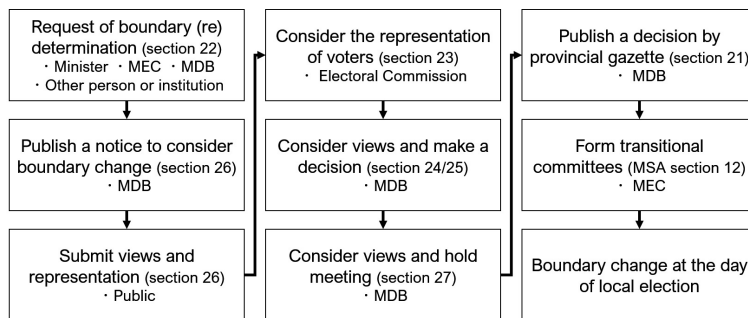 Request of boundary (re)
determination (section 22)
・Minister ・MEC ・MDB
・Other person or institution
Publish a notice to consider
boundary change (section 26)
・MDB
Submit views and
representation (section 26)
・Public
Consider the representation
of voters (section 23)
・Electoral Commission
Consider views and make a
decision (section 24/25)
・MDB
Consider views and hold
meeting (section 27)
・MDB
Publish a decision by
provincial gazette (section 21)
・MDB
Form transitional
committees (MSA section 12)
・MEC
Boundary change at the day
of local election